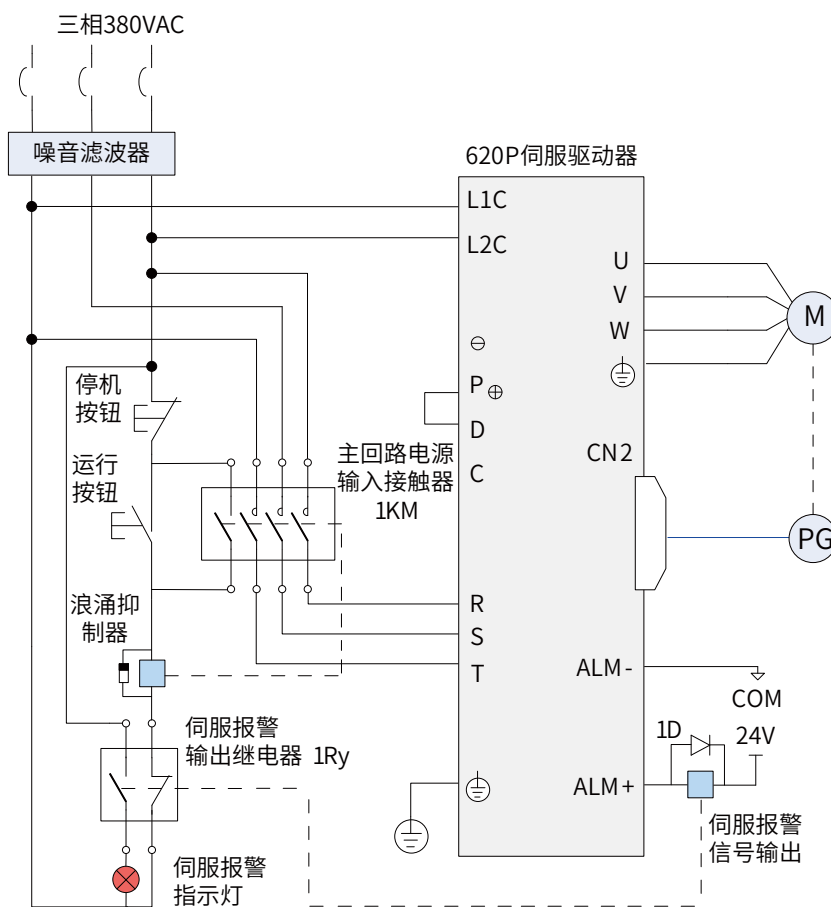 三相380VAC
噪音滤波器
620P伺服驱动器
L1C
L2C
U
V
M
W
停机
按钮
P
D
主回路电源
输入接触器
1KM
C
CN2
运行
按钮
PG
浪涌抑
制器
R
S
T
ALM-
COM
伺服报警
输出继电器 1Ry
1D
24V
ALM+
伺服报警
信号输出
伺服报警
指示灯